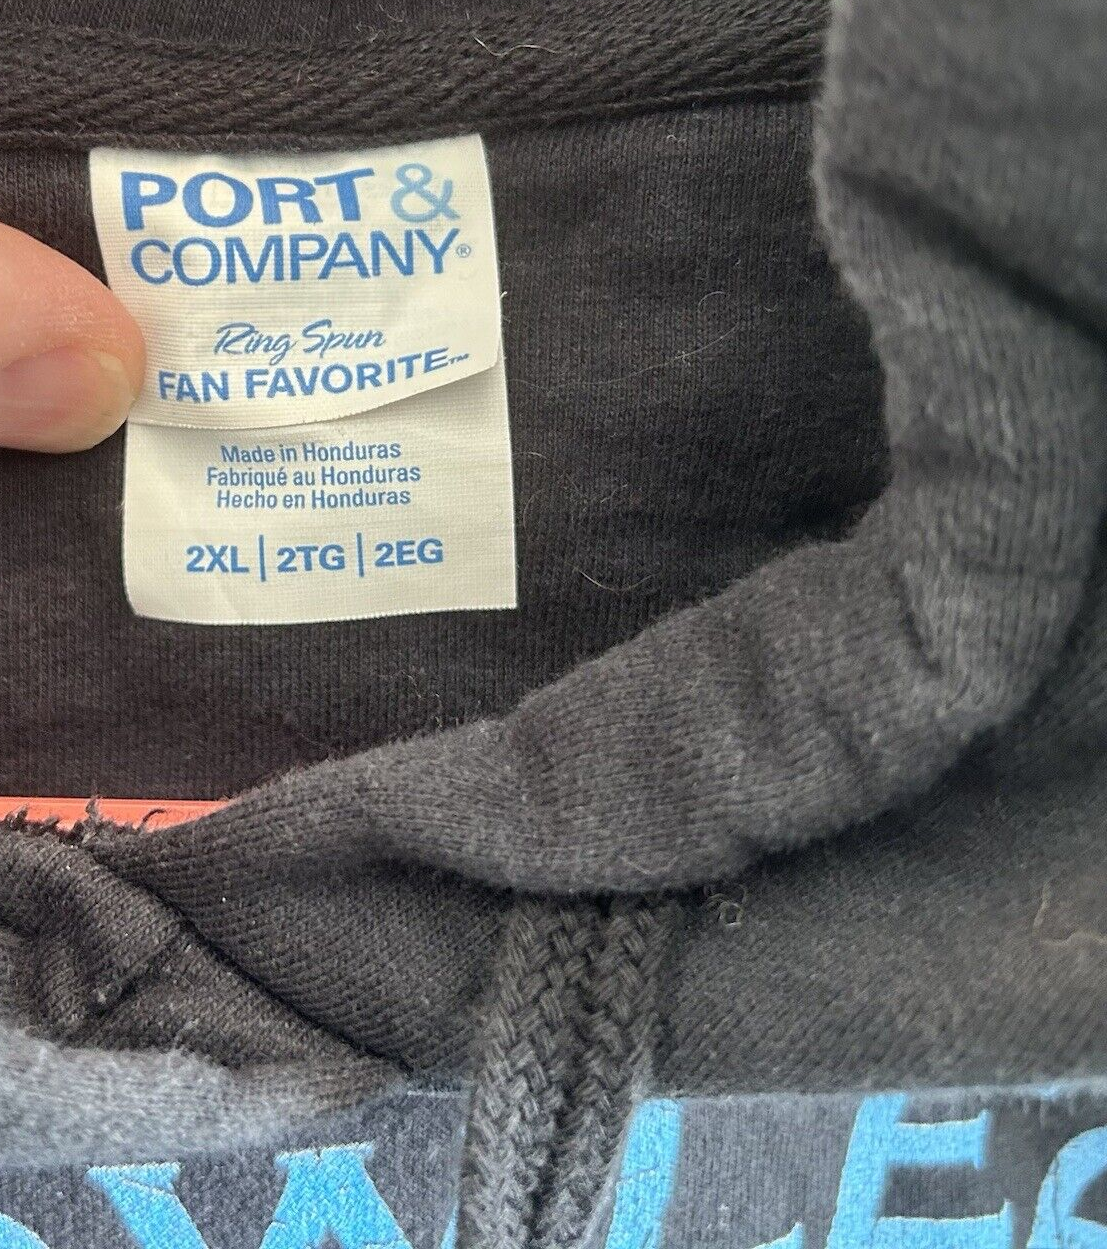 PORT &
COMPANY®
Ring Spun
FAN FAVORITE™
Made in Honduras
Fabriqué au Honduras
Hecho en Honduras
2XL | 2TG | 2EG